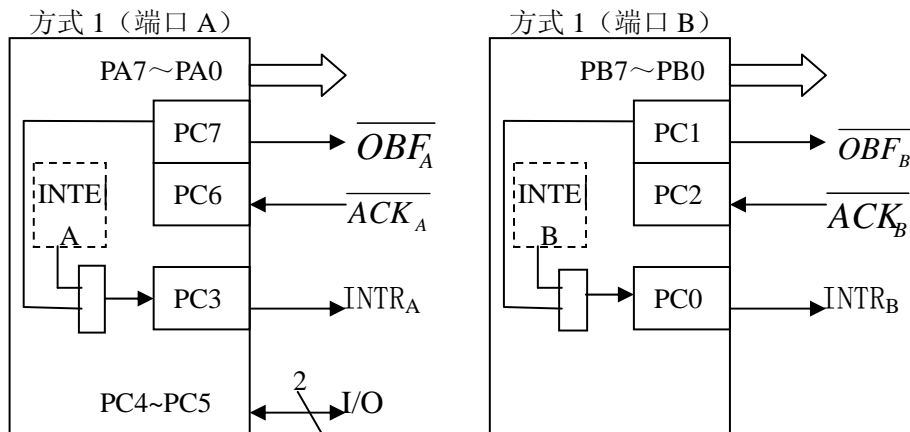 方式 1（端口 A）
PA7～PA0
PC7
OBF_A
INTE
A
PC6
ACK_A
PC3
INTR_A
PC4~PC5
2
I/O
方式 1（端口 B）
PB7～PB0
PC1
OBF_B
INTE
B
PC2
ACK_B
PC0
INTR_B